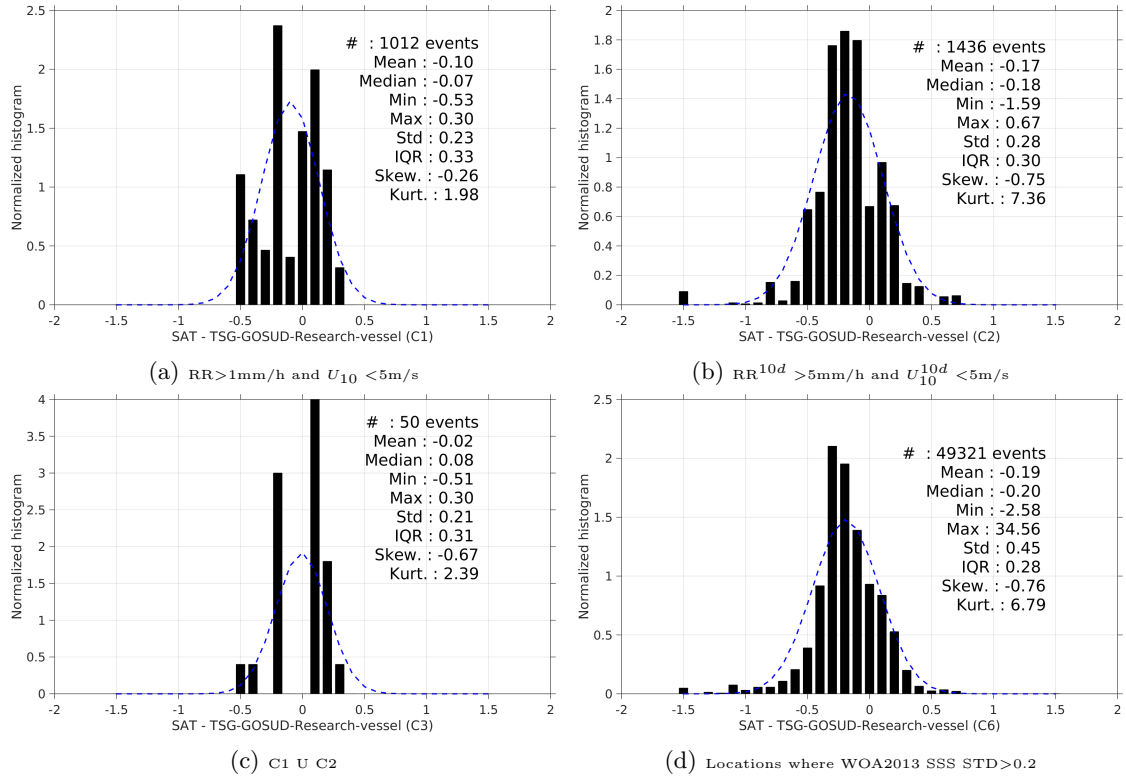 2.5
2
1.5
1
0.5
0
Normalized histogram
# : 1012 events
Mean : -0.10
Median : -0.07
Min : -0.53
Max : 0.30
Std : 0.23
IQR : 0.33
Skew. : -0.26
Kurt. : 1.98
-2 -1.5 -1 -0.5 0 0.5 1 1.5 2
SAT - TSG-GOSUD-Research-vessel (C1)
(a) RR>1mm/h and U10 <5m/s
2
1.8
1.6
1.4
1.2
1
0.8
0.6
0.4
0.2
0
Normalized histogram
# : 1436 events
Mean : -0.17
Median : -0.18
Min : -1.59
Max : 0.67
Std : 0.28
IQR : 0.30
Skew. : -0.75
Kurt. : 7.36
-2 -1.5 -1 -0.5 0 0.5 1 1.5 2
SAT - TSG-GOSUD-Research-vessel (C2)
(b) RR10d >5mm/h and U10d10 <5m/s
4
3.5
3
2.5
2
1.5
1
0.5
0
Normalized histogram
# : 50 events
Mean : -0.02
Median : 0.08
Min : -0.51
Max : 0.30
Std : 0.21
IQR : 0.31
Skew. : -0.67
Kurt. : 2.39
-2 -1.5 -1 -0.5 0 0.5 1 1.5 2
SAT - TSG-GOSUD-Research-vessel (C3)
(c) C1 U C2
2.5
2
1.5
1
0.5
0
Normalized histogram
# : 49321 events
Mean : -0.19
Median : -0.20
Min : -2.58
Max : 34.56
Std : 0.45
IQR : 0.28
Skew. : -0.76
Kurt. : 6.79
-2 -1.5 -1 -0.5 0 0.5 1 1.5 2
SAT - TSG-GOSUD-Research-vessel (C6)
(d) Locations where WOA2013 SSS STD>0.2